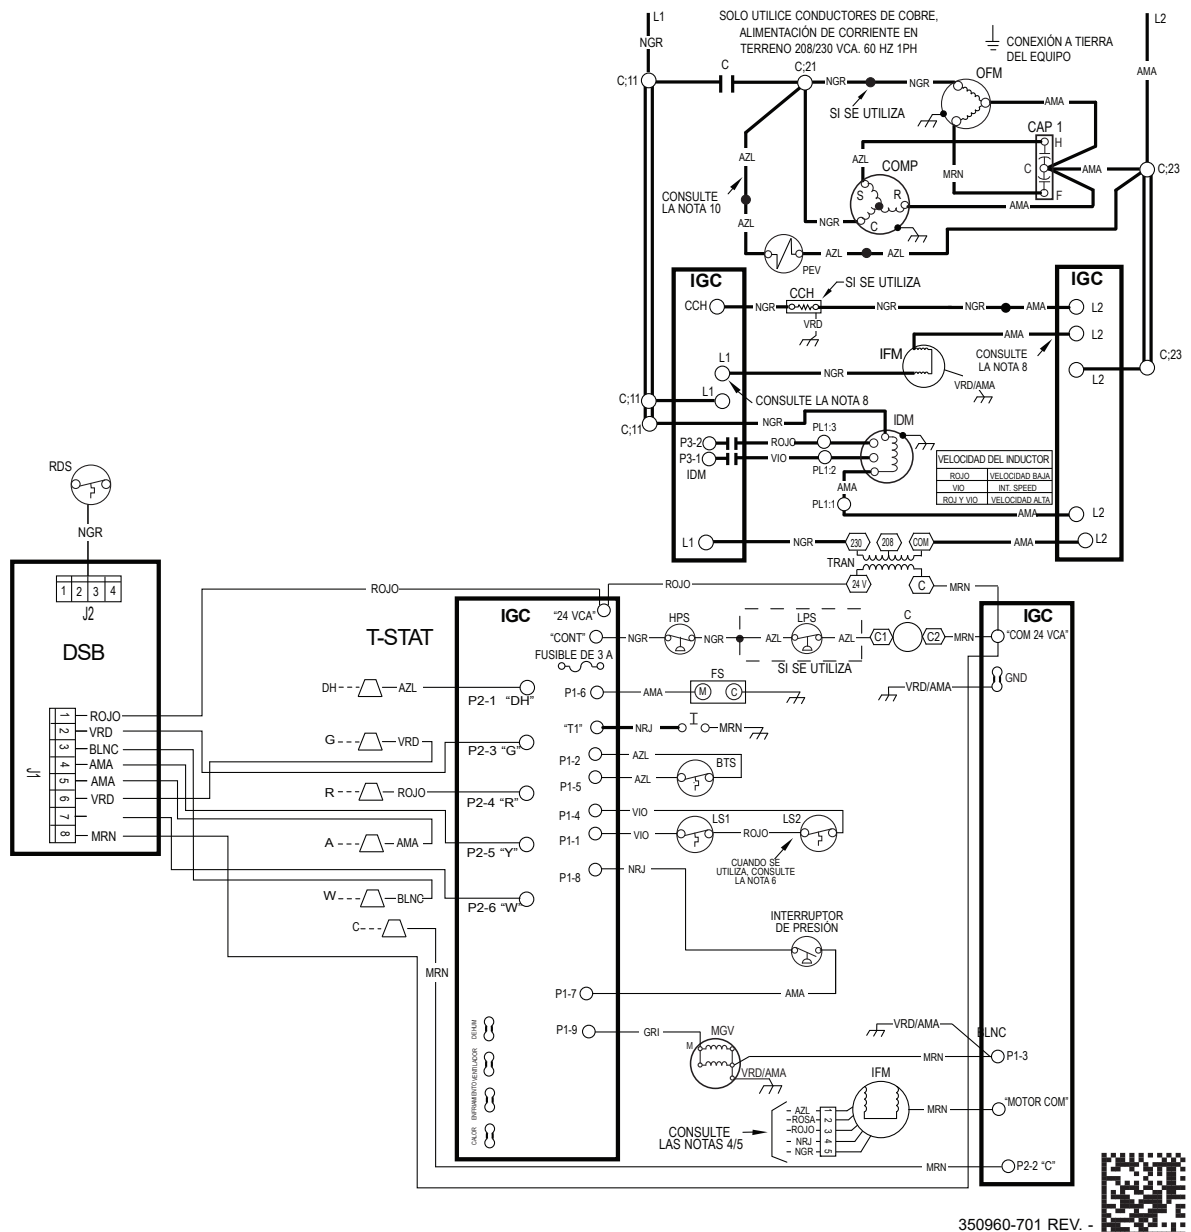 L1
SOLO UTILICE CONDUCTORES DE COBRE,
ALIMENTACIÓN DE CORRIENTE EN
TERRENO 208/230 VCA. 60 HZ 1PH
L2
NGR
CONEXIÓN A TIERRA
DEL EQUIPO
C;11
C
C;21
NGR
NGR
OFM
AMA
SI SE UTILIZA
AMA
CAP 1
H
C
F
AZL
AZL
COMP
MRN
AMA
C;23
CONSULTE
LA NOTA 10
S
R
C
AMA
AZL
NGR
AZL
AZL
PEV
IGC
IGC
SI SE UTILIZA
CCH
NGR
CCH
NGR
NGR
AMA
L2
VRD
AMA
L2
L1
NGR
IFM
CONSULTE
LA NOTA 8
C;23
L2
VRD/AMA
C;11
L1
CONSULTE LA NOTA 8
C;11
NGR
IDM
P3-2
ROJO
PL1:3
P3-1
VIO
PL1:2
IDM
VELOCIDAD DEL INDUCTOR
ROJO VELOCIDAD BAJA
VIO INT. SPEED
ROJ Y VIO VELOCIDAD ALTA
AMA
PL1:1
AMA
L2
L1
NGR
230
208
COM
AMA
L2
TRAN
24 V
C
MRN
ROJO
RDS
NGR
1 2 3 4
J2
DSB
ROJO
T-STAT
IGC
"24 VCA"
"CONT"
FUSIBLE DE 3 A
NGR
HPS
NGR
AZL
LPS
AZL
SI SE UTILIZA
C
C1
C2
MRN
IGC
"COM 24 VCA"
DH
AZL
P2-1 "DH"
P1-6
AMA
FS
M
C
VRD/AMA
GND
J1
1 ROJO
2 VRD
3 BLNC
4 AMA
5 AMA
6 VRD
7
8 MRN
"T1"
NRJ
MRN
G
VRD
P2-3 "G"
P1-2
AZL
BTS
P1-5
AZL
R
ROJO
P2-4 "R"
P1-4
VIO
P1-1
VIO
LS1
ROJO
LS2
CUANDO SE
UTILIZA, CONSULTE
LA NOTA 6
A
AMA
P2-5 "Y"
P1-8
NRJ
W
BLNC
P2-6 "W"
C
MRN
INTERRUPTOR
DE PRESIÓN
P1-7
AMA
P1-9
GRI
M
MGV
VRD/AMA
VRD/AMA
BLNC
MRN
P1-3
DEHUM
VENTILADOR
ENFRIAMIENTO
CALOR
IFM
MRN
"MOTOR COM"
CONSULTE
LAS NOTAS 4/5
AZL 1
ROSA 2
ROJO 3
NRJ 4
NGR 5
MRN
P2-2 "C"
350960-701 REV. -